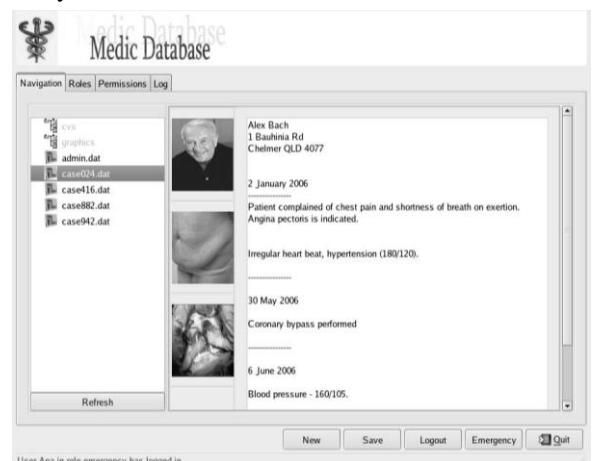 Medic Database
Navigation Roles Permissions Log
cvs
graphics
admin.dat
case024.dat
case416.dat
case882.dat
case942.dat
Refresh
Alex Bach
1 Bauhinia Rd
Chelmer QLD 4077
2 January 2006
---------------
Patient complained of chest pain and shortness of breath on exertion.
Angina pectoris is indicated.
Irregular heart beat, hypertension (180/120).
---------------
30 May 2006
Coronary bypass performed
---------------
6 June 2006
Blood pressure - 160/105.
New Save Logout Emergency Quit
User Ana in role emergency has logged in